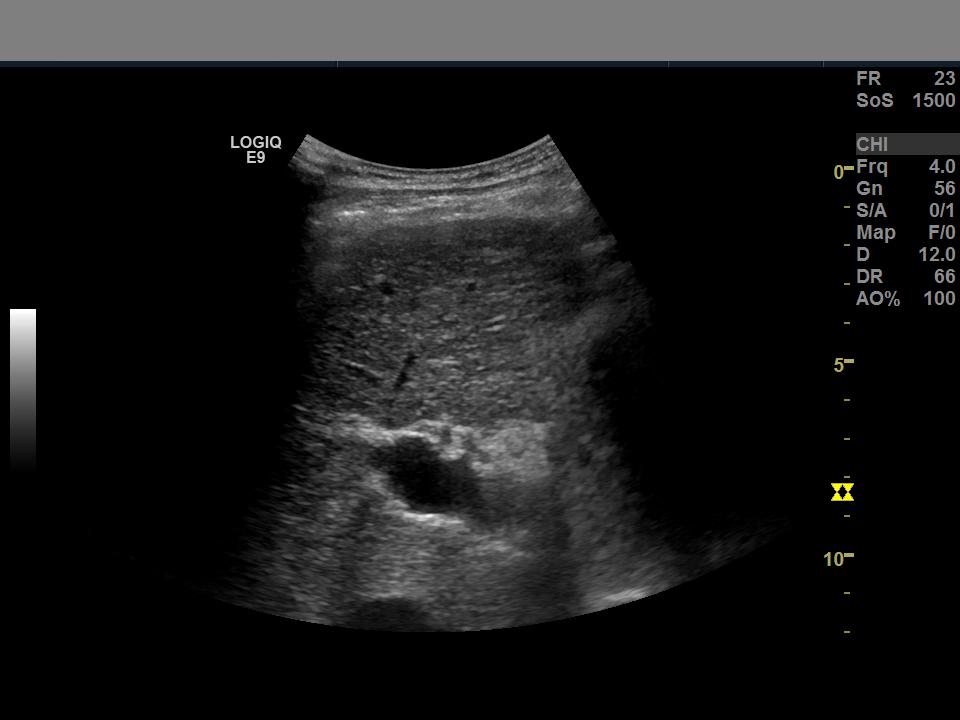 LOGIQ
E9
FR 23
SoS 1500
CHI
Frq 4.0
Gn 56
S/A 0/1
Map F/0
D 12.0
DR 66
AO% 100
0
5
10